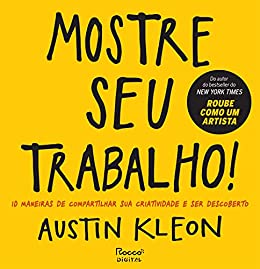 MOSTRE
SEU
TRABALHO!
Do autor
do bestseller do
NEW YORK TIMES
ROUBE
COMO UM
ARTISTA
10 MANEIRAS DE COMPARTILHAR SUA CRIATIVIDADE E SER DESCOBERTO
AUSTIN KLEON
Rocco
DIGITAL